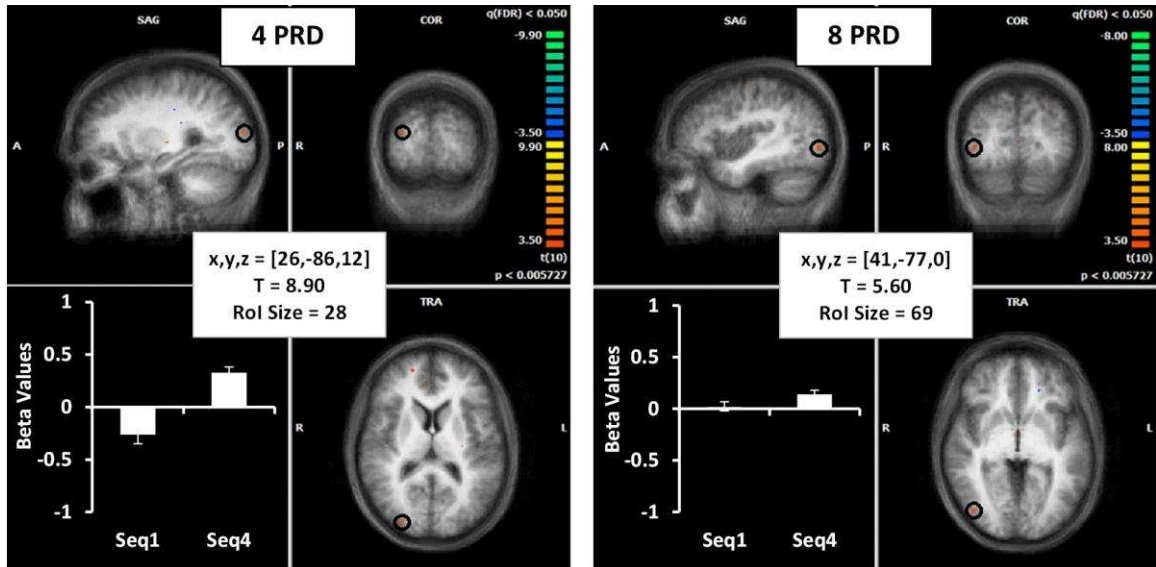 SAG
4 PRD
COR
q(FDR) < 0.050
-9.90
A
P
R
-3.50
9.90
3.50
t(10)
p < 0.005727
x,y,z = [26,-86,12]
T = 8.90
RoI Size = 28
TRA
Beta Values
1
0.5
0
-0.5
-1
Seq1
Seq4
R
L
SAG
8 PRD
COR
q(FDR) < 0.050
-8.00
A
P
R
-3.50
8.00
3.50
t(10)
p < 0.005727
x,y,z = [41,-77,0]
T = 5.60
RoI Size = 69
TRA
Beta Values
1
0.5
0
-0.5
-1
Seq1
Seq4
R
L